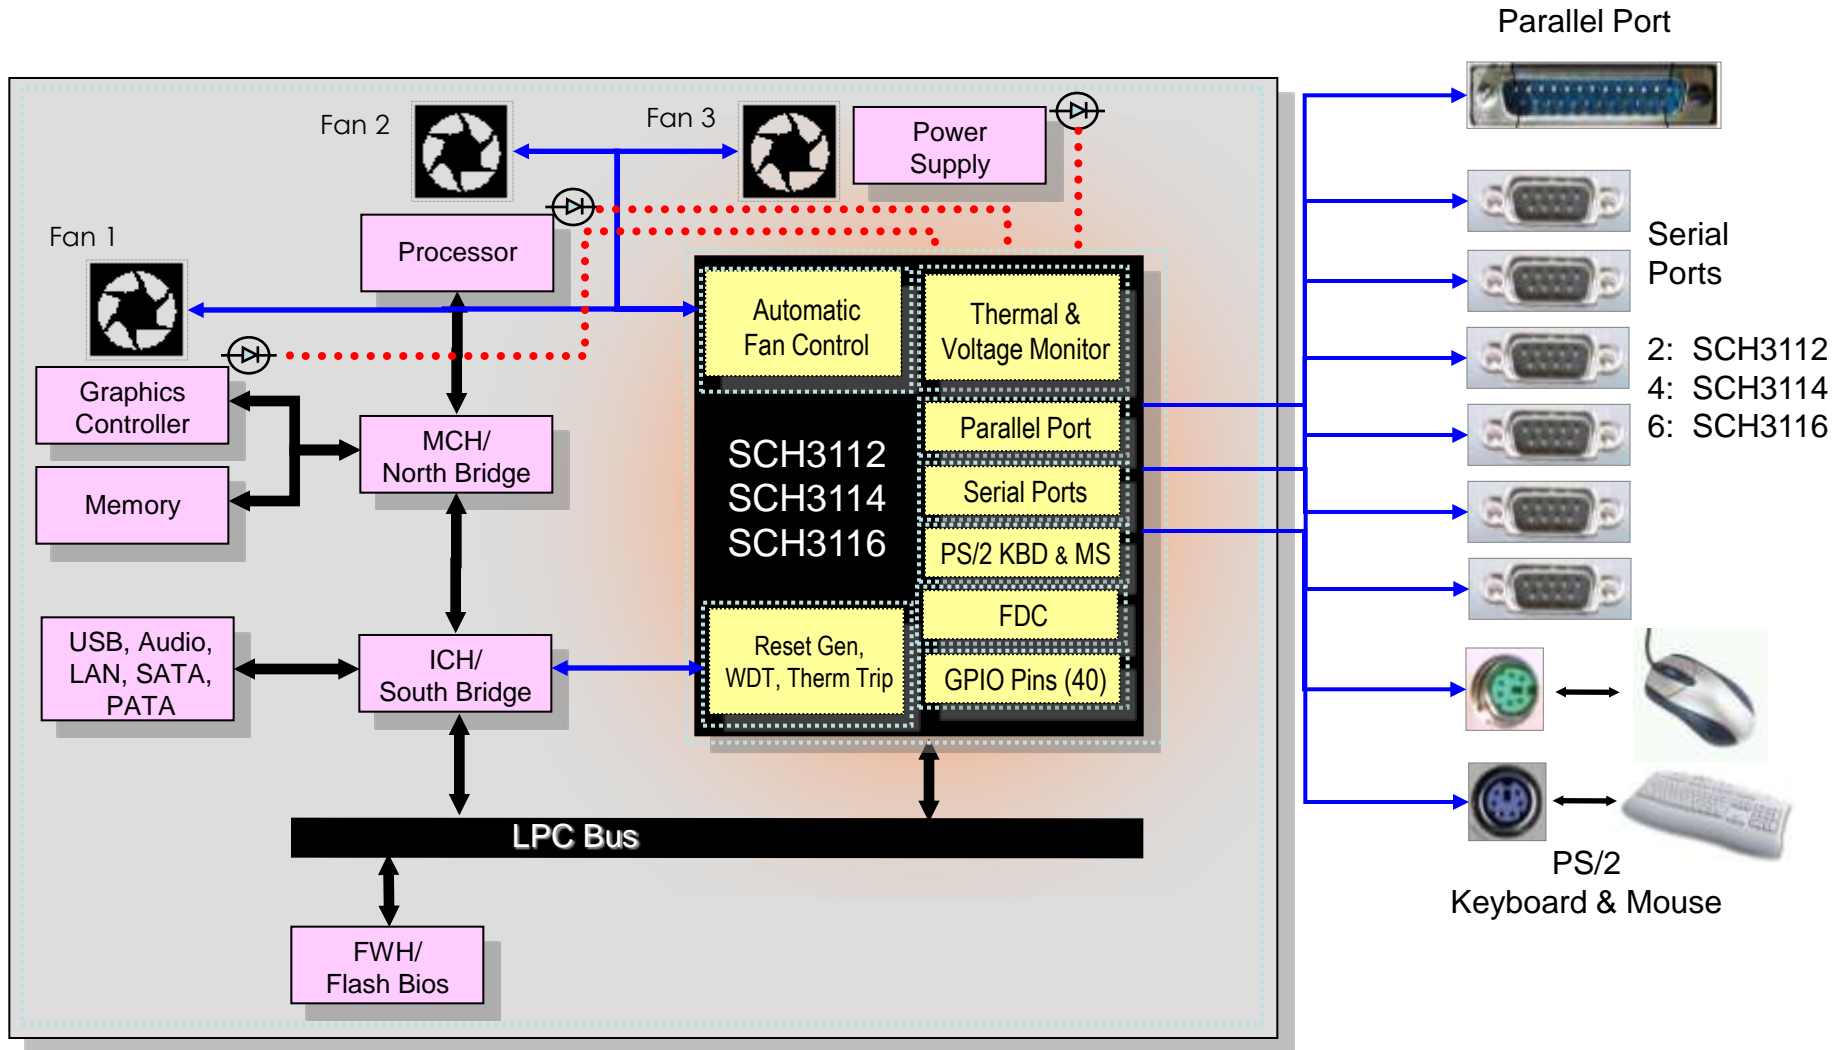 Parallel Port
Fan 2
Fan 3
Power
Supply
Fan 1
Processor
Serial
Ports
Automatic
Fan Control
Thermal &
Voltage Monitor
2: SCH3112
4: SCH3114
6: SCH3116
Graphics
Controller
MCH/
North Bridge
Memory
SCH3112
SCH3114
SCH3116
Parallel Port
Serial Ports
PS/2 KBD & MS
FDC
GPIO Pins (40)
Reset Gen,
WDT, Therm Trip
USB, Audio,
LAN, SATA,
PATA
ICH/
South Bridge
LPC Bus
FWH/
Flash Bios
PS/2
Keyboard & Mouse